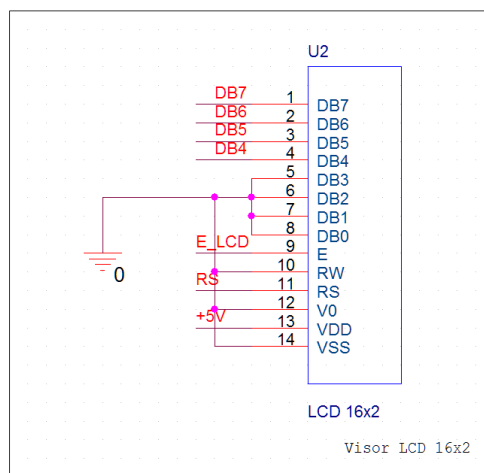 U2
DB7 1 DB7
DB6 2 DB6
DB5 3 DB5
DB4 4 DB4
5 DB3
6 DB2
7 DB1
8 DB0
E_LCD 9 E
10 RW
RS 11 RS
12 V0
+5V 13 VDD
14 VSS
0
LCD 16x2
Visor LCD 16x2